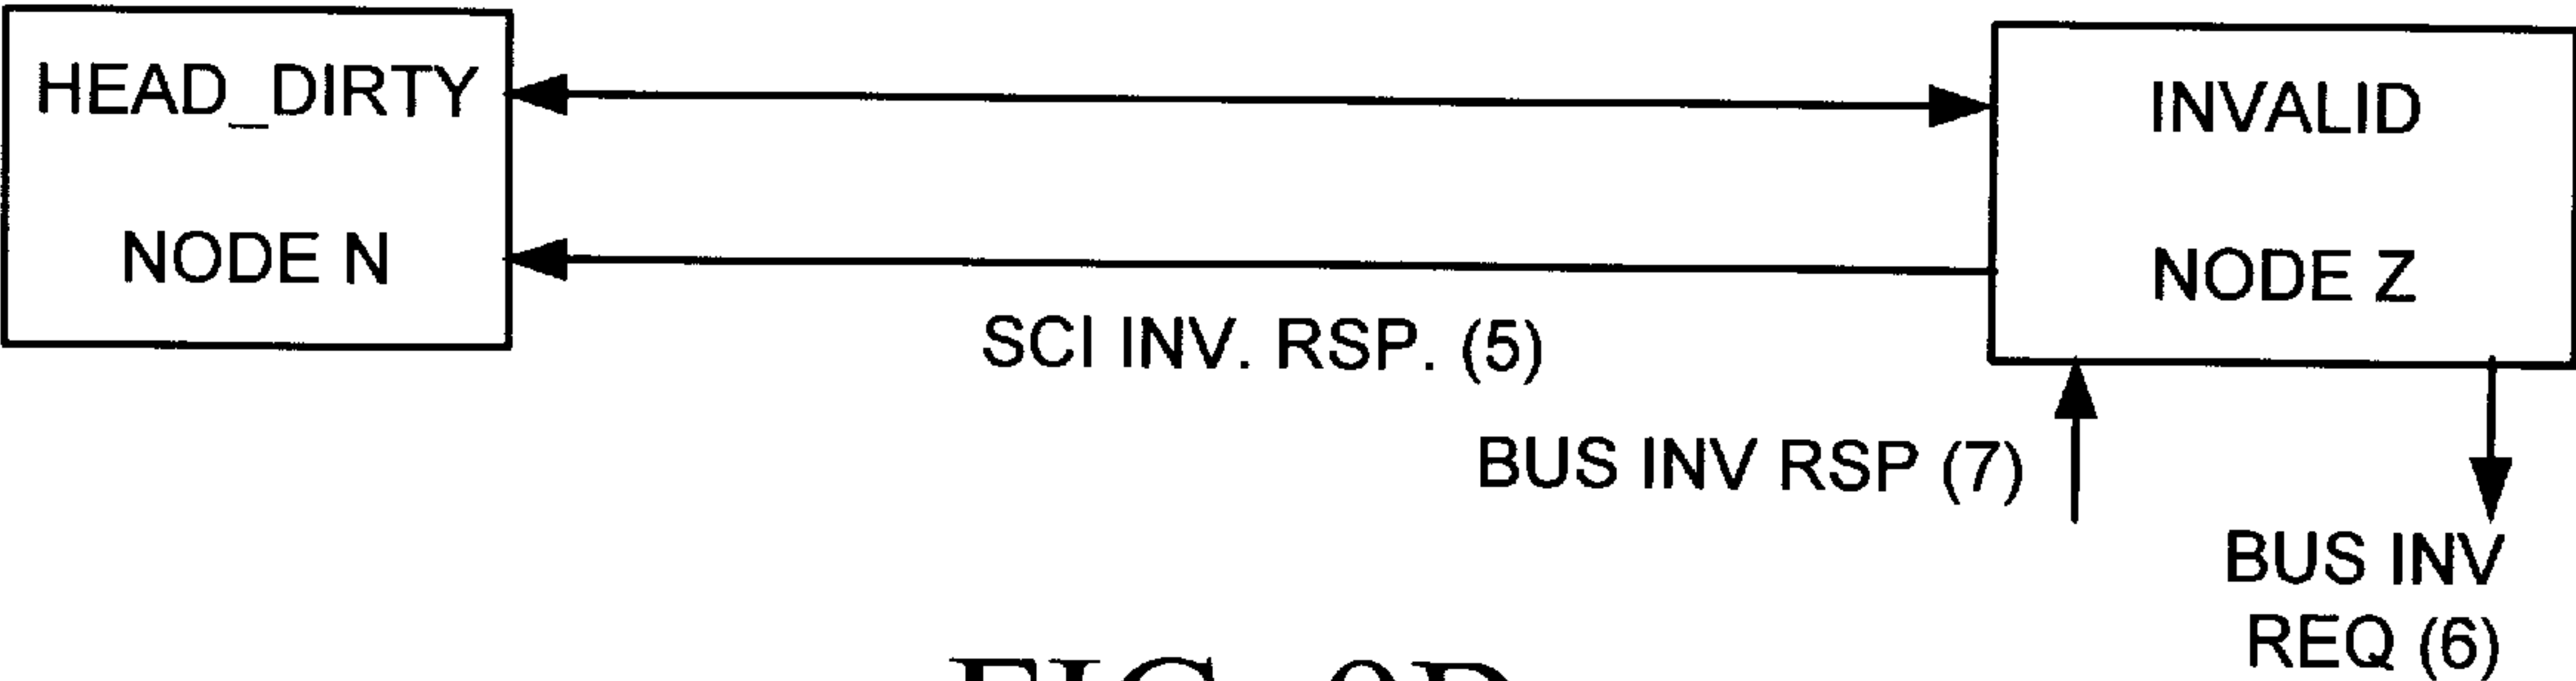 HEAD_DIRTY
NODE N
INVALID
NODE Z
SCI INV. RSP. (5)
BUS INV RSP (7)
BUS INV
REQ (6)